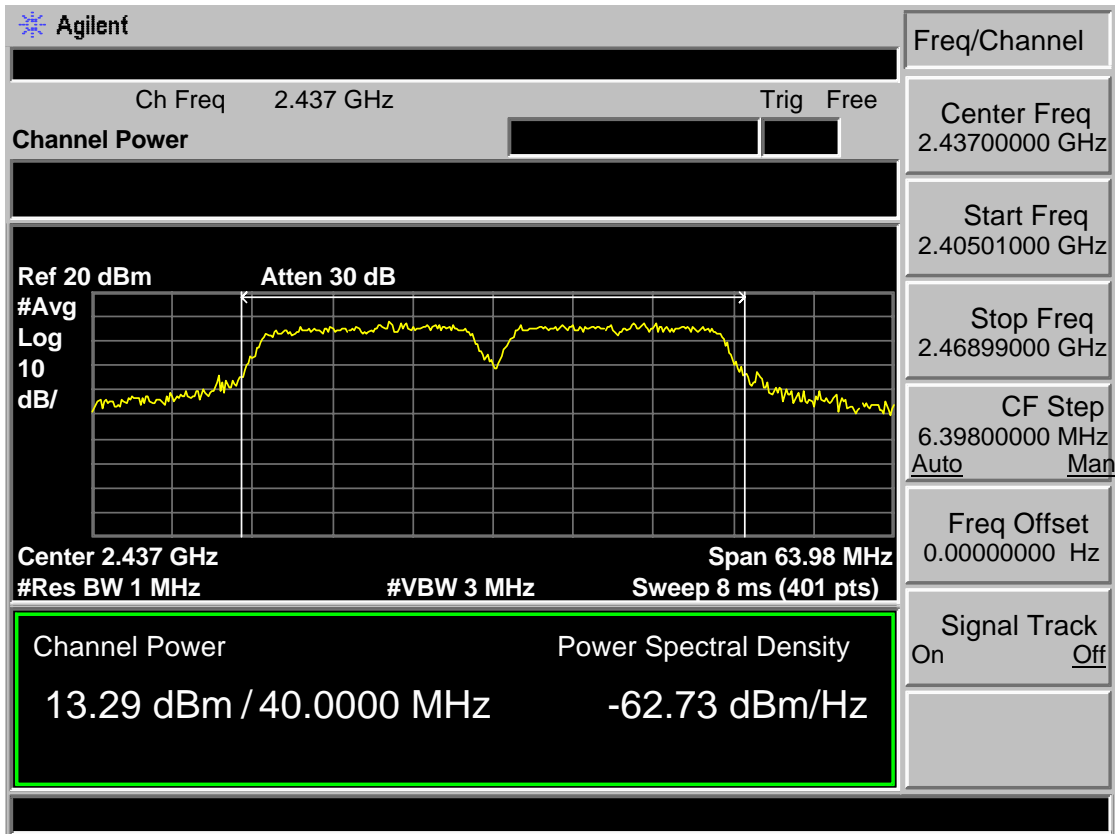 Agilent
Freq/Channel
Ch Freq 2.437 GHz Trig Free
Channel Power
Center Freq
2.43700000 GHz
Start Freq
2.40501000 GHz
Stop Freq
2.46899000 GHz
CF Step
6.39800000 MHz
Auto Man
Freq Offset
0.00000000 Hz
Signal Track
On Off
Ref 20 dBm Atten 30 dB
#Avg
Log
10
dB/
Center 2.437 GHz Span 63.98 MHz
#Res BW 1 MHz #VBW 3 MHz Sweep 8 ms (401 pts)
Channel Power Power Spectral Density
13.29 dBm / 40.0000 MHz -62.73 dBm/Hz